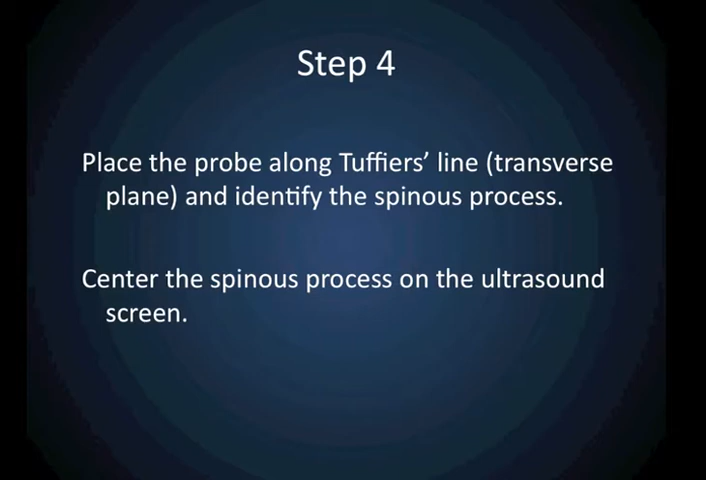 Step 4
Place the probe along Tuffiers’ line (transverse
plane) and identify the spinous process.
Center the spinous process on the ultrasound
screen.